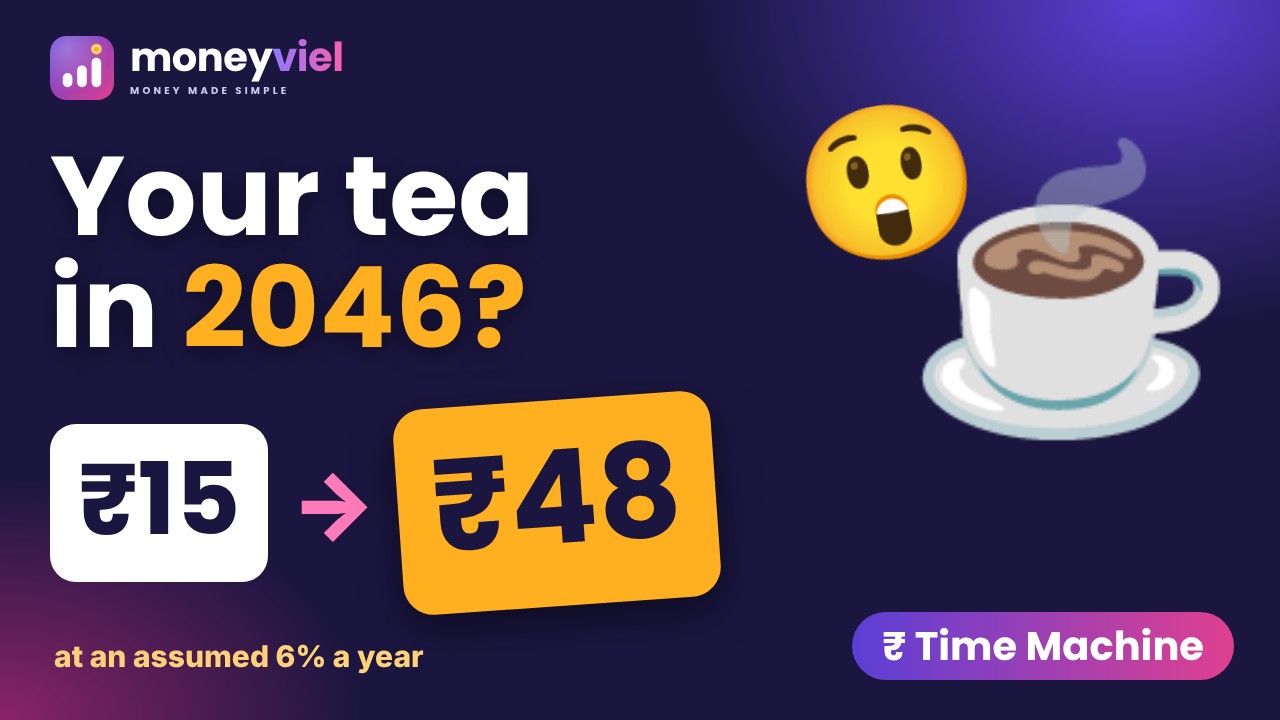 moneyviel
MONEY MADE SIMPLE
Your tea
in 2046?
₹15 → ₹48
at an assumed 6% a year
₹ Time Machine